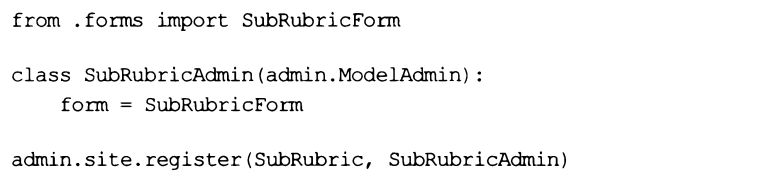 from .forms import SubRubricForm
class SubRubricAdmin(admin.ModelAdmin):
    form = SubRubricForm
admin.site.register(SubRubric, SubRubricAdmin)